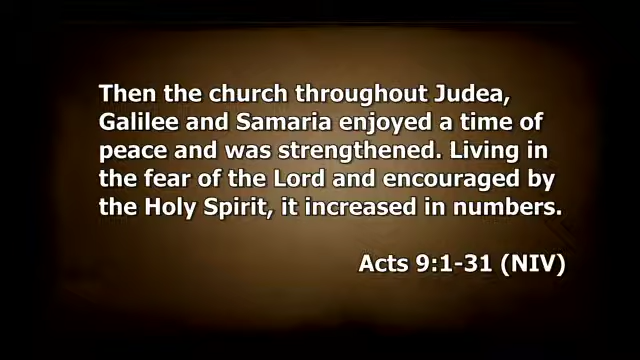 Then the church throughout Judea,
Galilee and Samaria enjoyed a time of
peace and was strengthened. Living in
the fear of the Lord and encouraged by
the Holy Spirit, it increased in numbers.
Acts 9:1-31 (NIV)